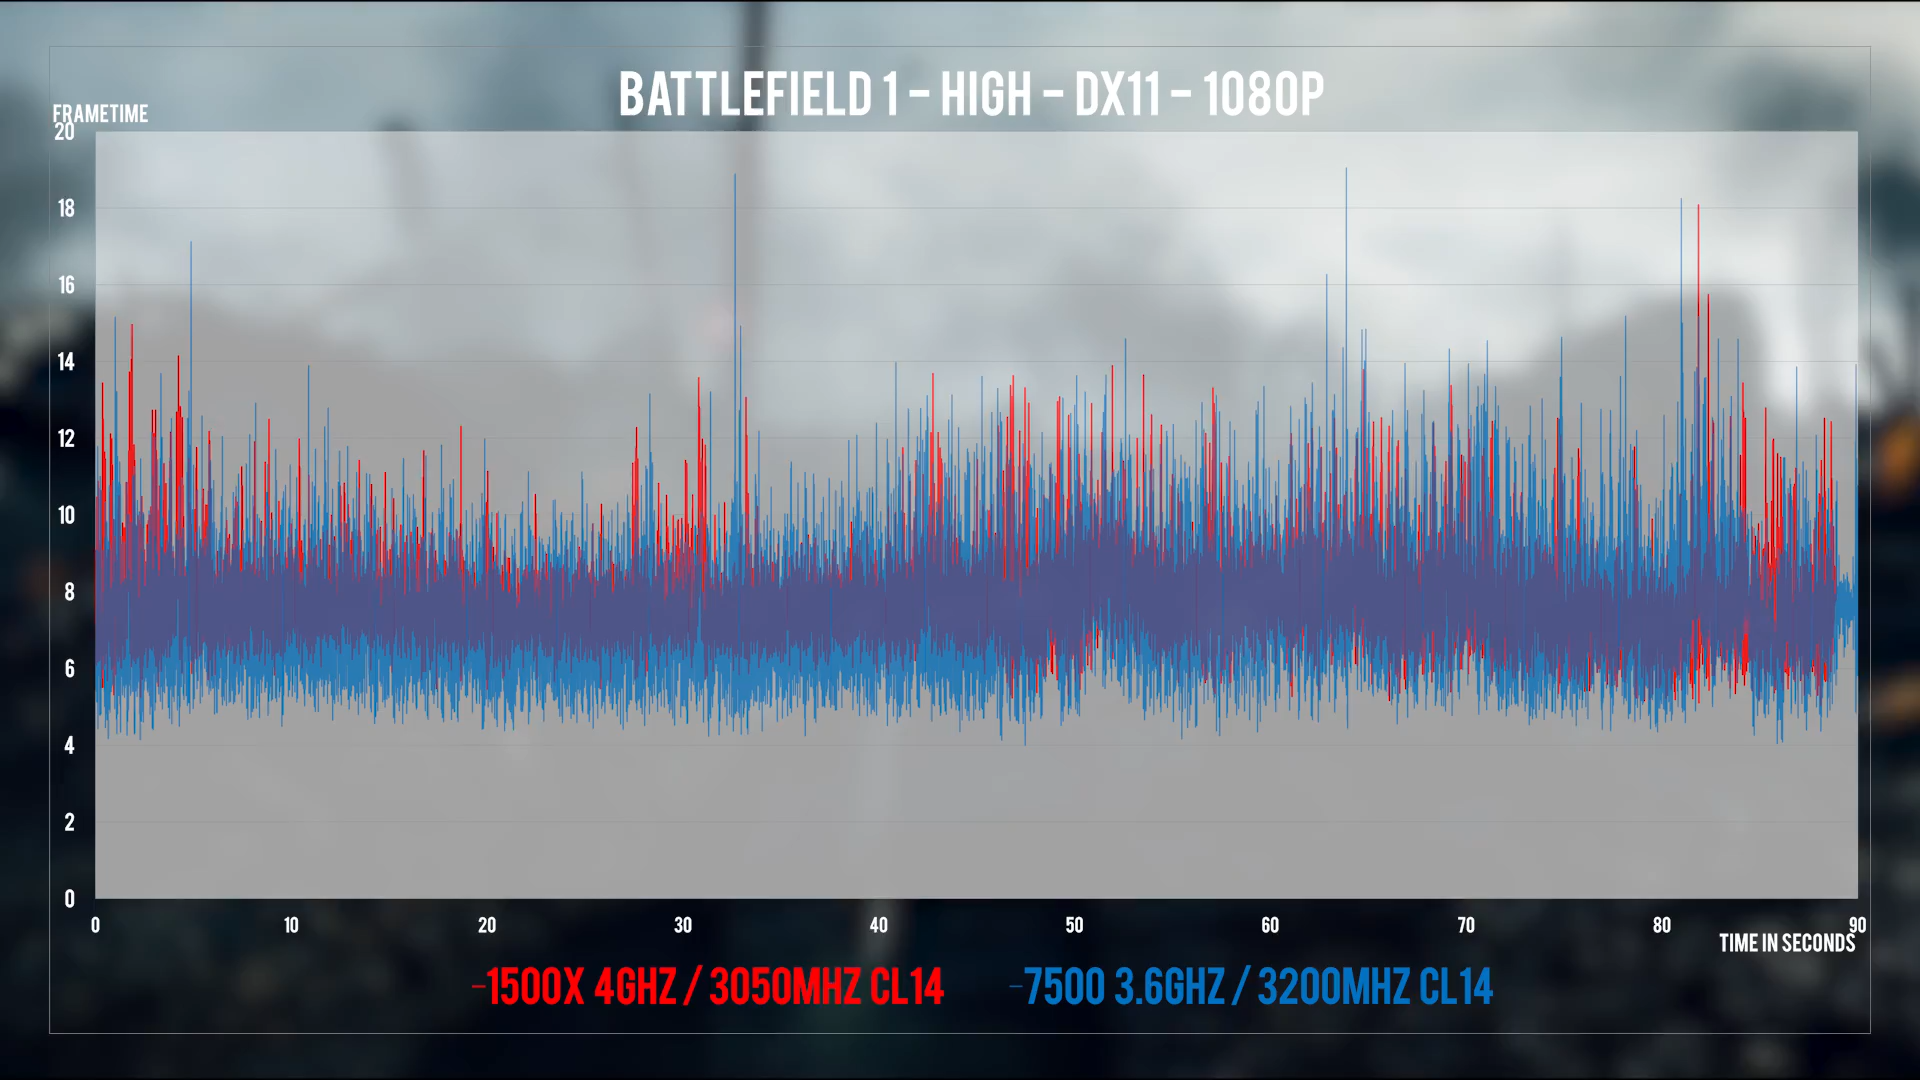 BATTLEFIELD 1 – HIGH – DX11 – 1080P
FRAMETIME
20
18
16
14
12
10
8
6
4
2
0
0 10 20 30 40 50 60 70 80 90
TIME IN SECONDS
–1500X 4GHZ / 3050MHZ CL14 –7500 3.6GHZ / 3200MHZ CL14